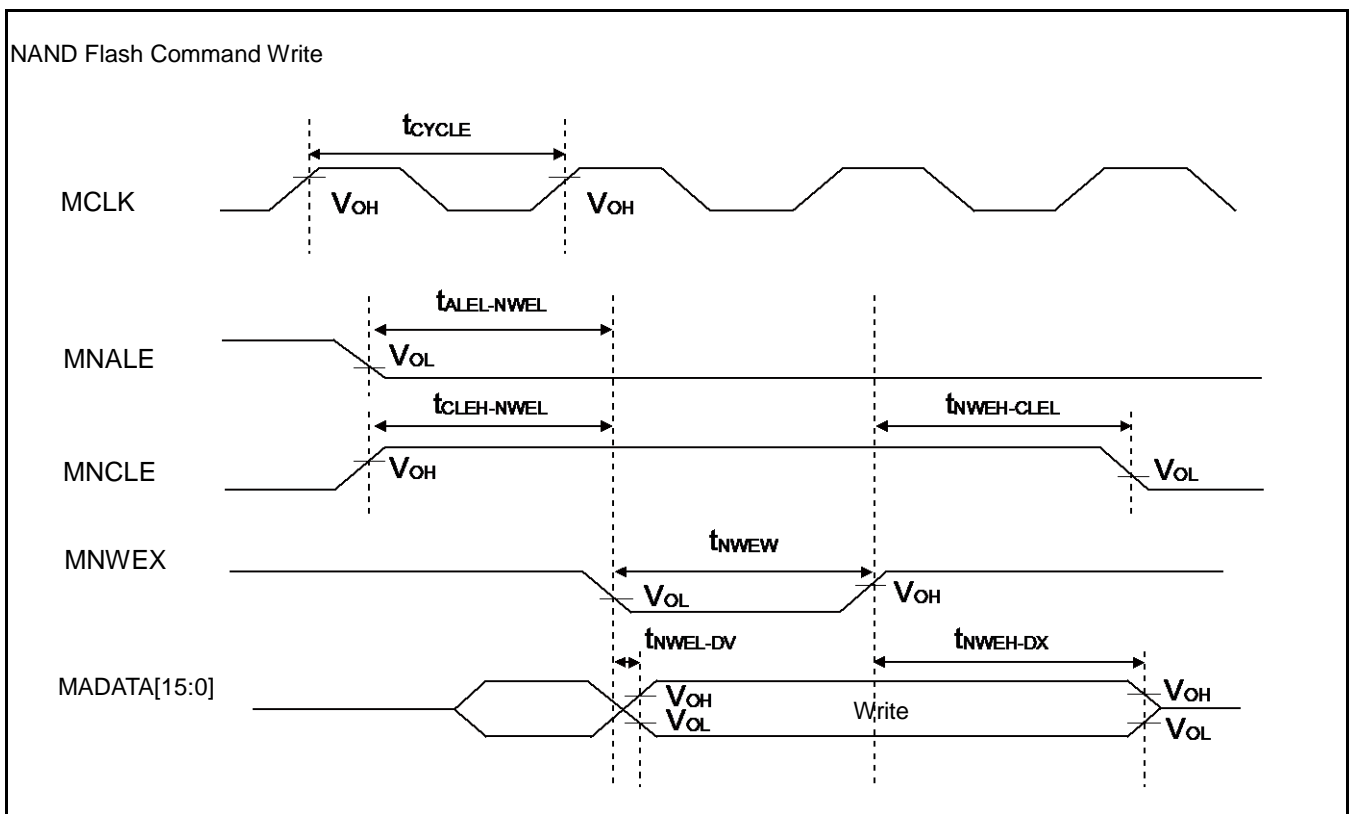 NAND Flash Command Write
tCYCLE
MCLK
VOH
VOH
tALEL-NWEL
MNALE
VOL
tCLEH-NWEL
tNWEH-CLEL
MNCLE
VOH
VOL
tNWEW
MNWEX
VOL
VOH
tNWEL-DV
tNWEH-DX
MADATA[15:0]
VOH
VOL
Write
VOH
VOL